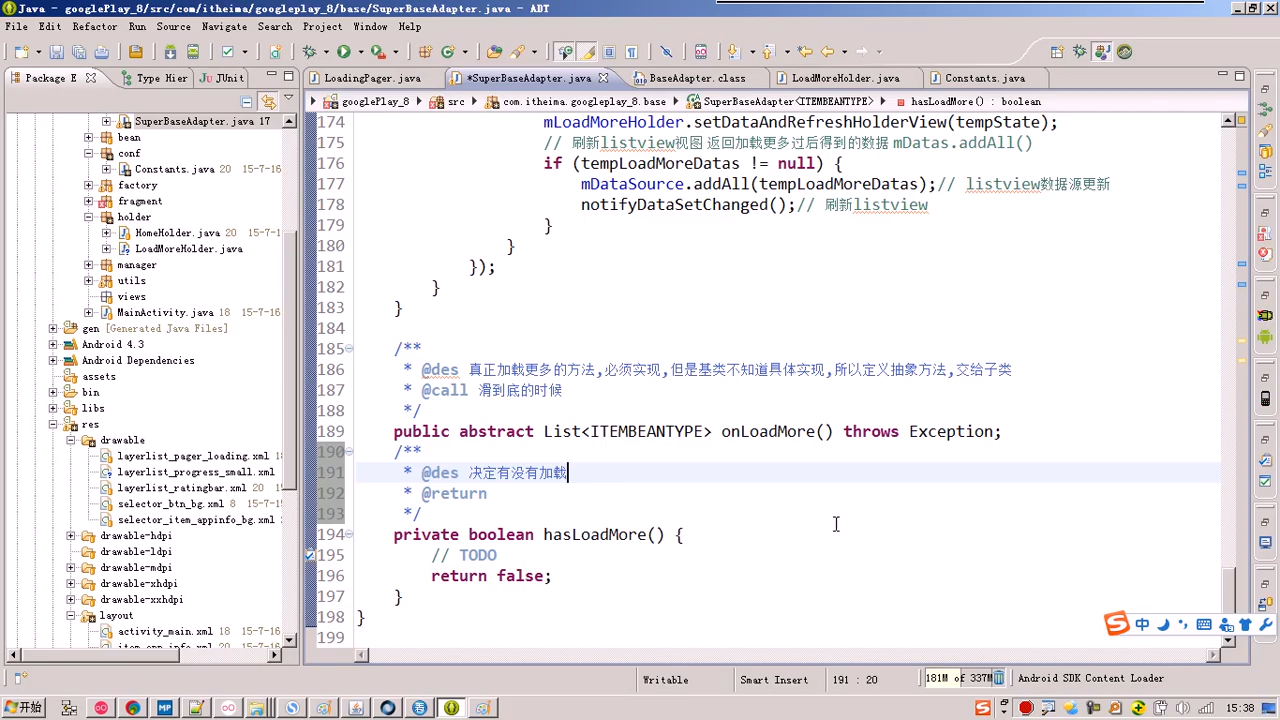 Java - googlePlay_8/src/com/itheima/googleplay_8/base/SuperBaseAdapter.java - ADT
File Edit Refactor Run Source Navigate Search Project Window Help
Package E Type Hier JUnit
LoadingPager.java *SuperBaseAdapter.java BaseAdapter.class LoadMoreHolder.java Constants.java
googlePlay_8 src com.itheima.googleplay_8.base SuperBaseAdapter<ITEMBEANTYPE> hasLoadMore() : boolean
SuperBaseAdapter.java 17
bean
conf
Constants.java 20 15-7-16
factory
fragment
holder
HomeHolder.java 20 15-7-1
LoadMoreHolder.java
manager
utils
views
MainActivity.java 18 15-7-16
gen [Generated Java Files]
Android 4.3
Android Dependencies
assets
bin
libs
res
drawable
layerlist_pager_loading.xml
layerlist_progress_small.xml
layerlist_ratingbar.xml 20
selector_btn_bg.xml 8 15-7
selector_item_appinfo_bg.xml
drawable-hdpi
drawable-ldpi
drawable-mdpi
drawable-xhdpi
drawable-xxhdpi
layout
activity_main.xml 18 15-7
174 mLoadMoreHolder.setDataAndRefreshHolderView(tempState);
175 // 刷新listview视图 返回加载更多过后得到的数据 mDatas.addAll()
176 if (tempLoadMoreDatas != null) {
177 mDataSource.addAll(tempLoadMoreDatas);// listview数据源更新
178 notifyDataSetChanged();// 刷新listview
179 }
180 }
181 });
182 }
183 }
184
185 /**
186 * @des 真正加载更多的方法,必须实现,但是基类不知道具体实现,所以定义抽象方法,交给子类
187 * @call 滑到底的时候
188 */
189 public abstract List<ITEMBEANTYPE> onLoadMore() throws Exception;
190 /**
191 * @des 决定有没有加载
192 * @return
193 */
194 private boolean hasLoadMore() {
195 // TODO
196 return false;
197 }
198 }
199
中
Writable Smart Insert 191 : 20 181M of 337M Android SDK Content Loader
开始 15:38